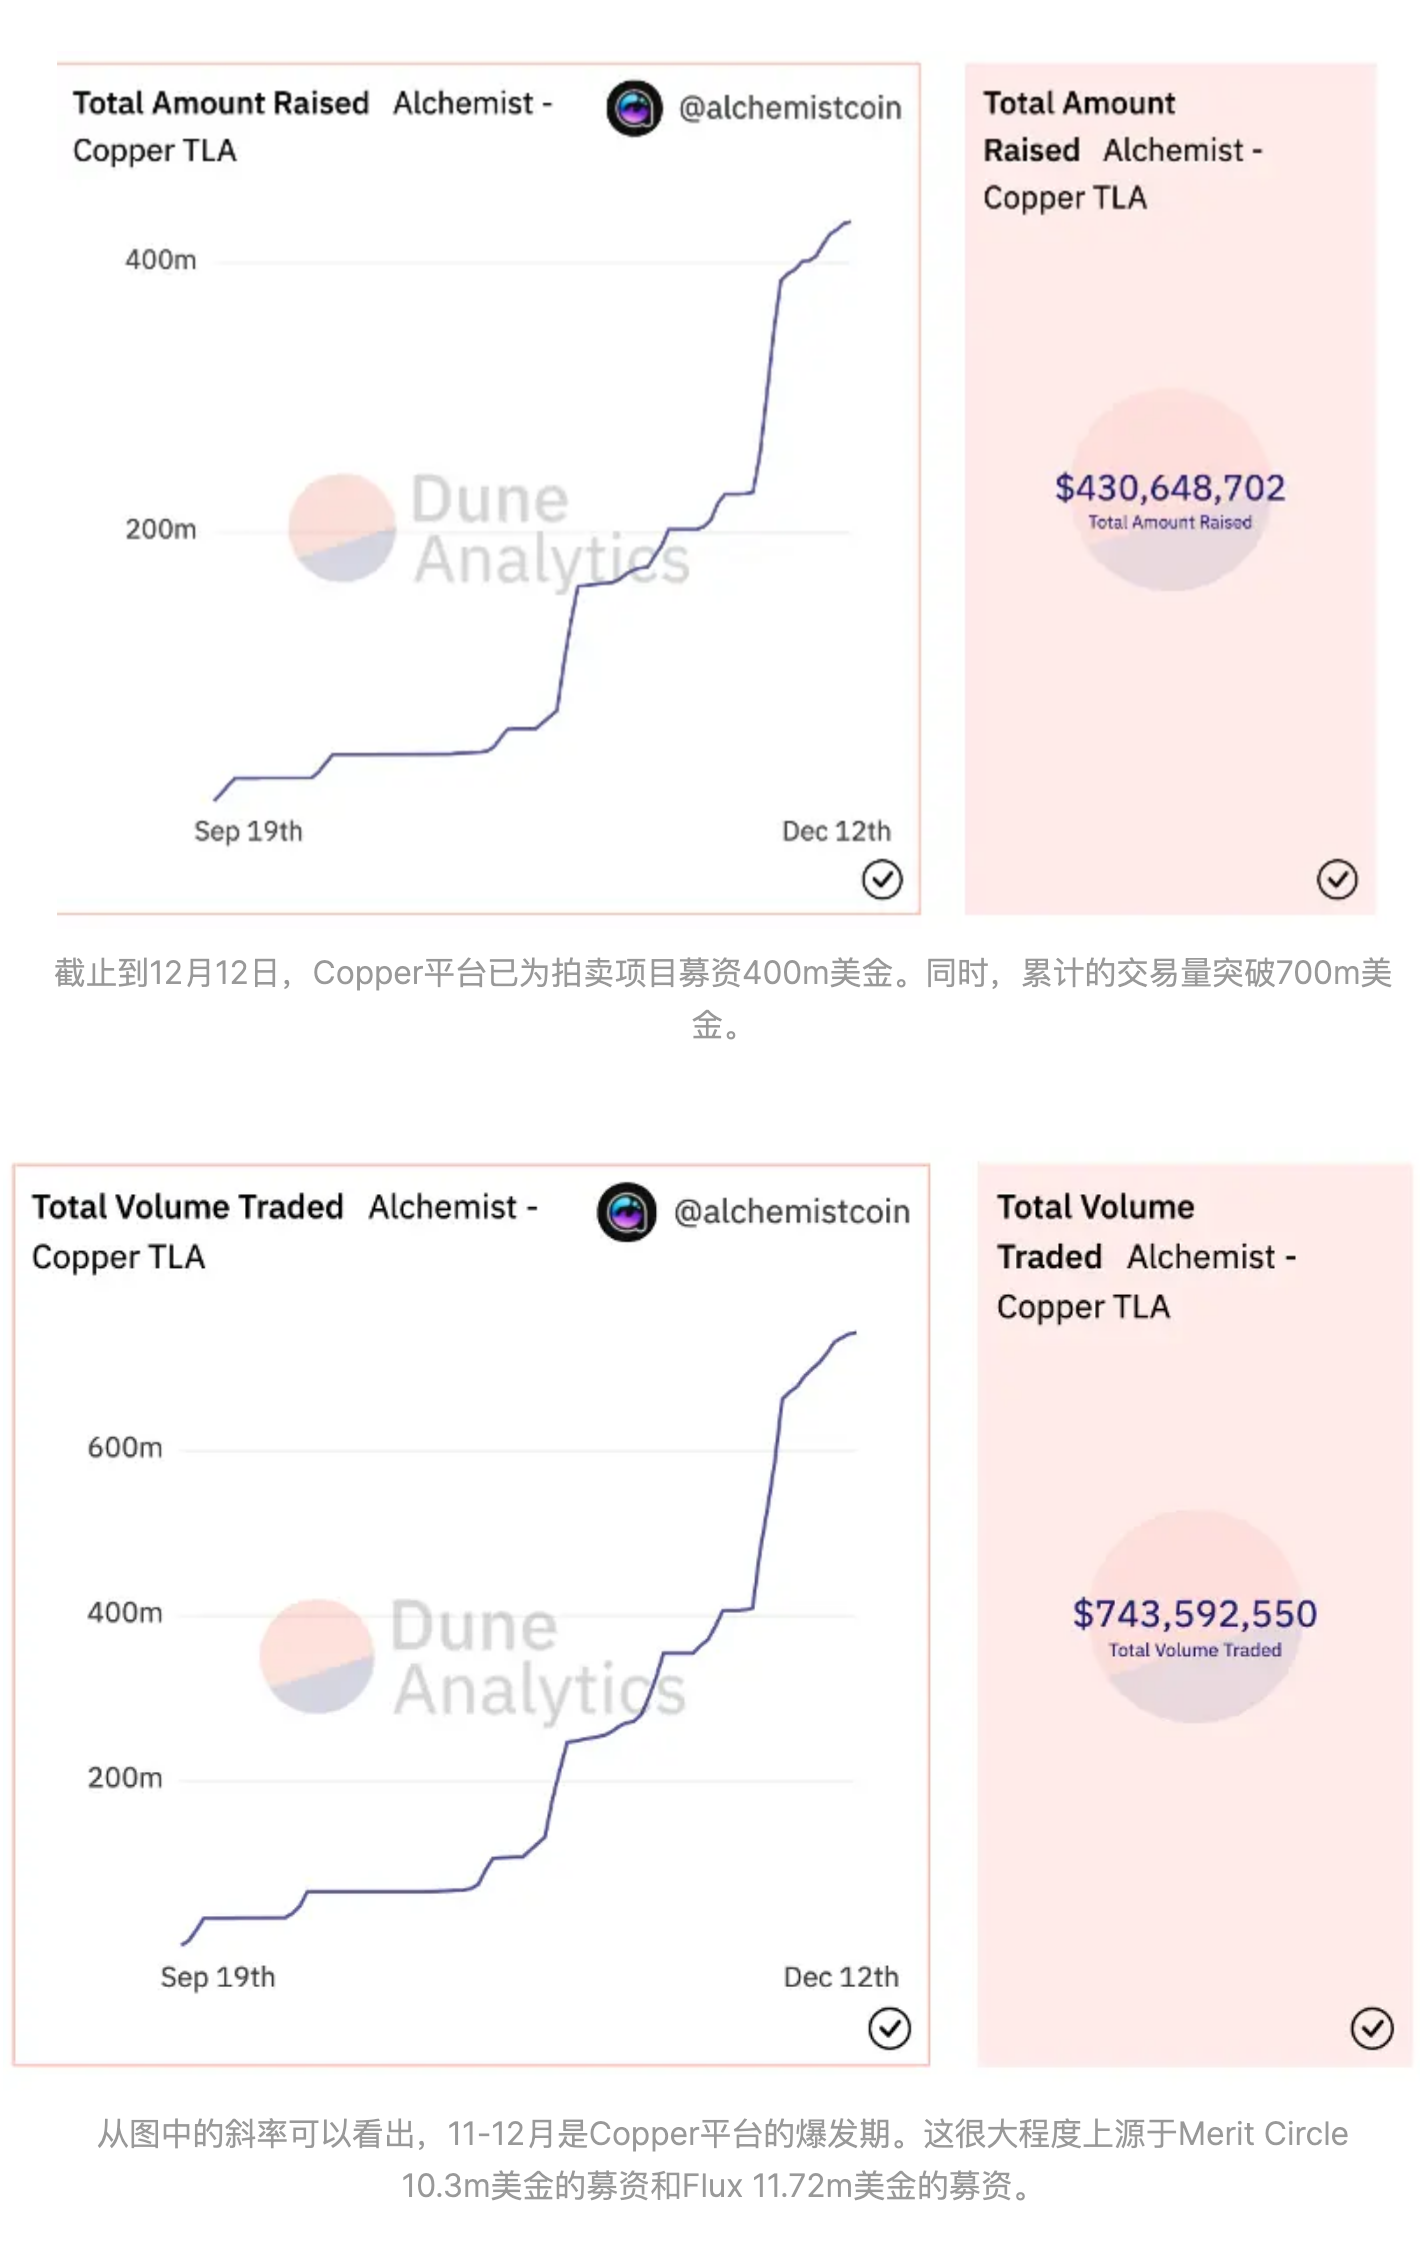 Total Amount Raised Alchemist -
Copper TLA
@alchemistcoin
400m
200m
Dune
Analytics
Sep 19th
Dec 12th
Total Amount
Raised Alchemist -
Copper TLA
$430,648,702
Total Amount Raised
截止到12月12日，Copper平台已为拍卖项目募资400m美金。同时，累计的交易量突破700m美
金。
Total Volume Traded Alchemist -
Copper TLA
@alchemistcoin
600m
400m
200m
Dune
Analytics
Sep 19th
Dec 12th
Total Volume
Traded Alchemist -
Copper TLA
$743,592,550
Total Volume Traded
从图中的斜率可以看出，11-12月是Copper平台的爆发期。这很大程度上源于Merit Circle
10.3m美金的募资和Flux 11.72m美金的募资。